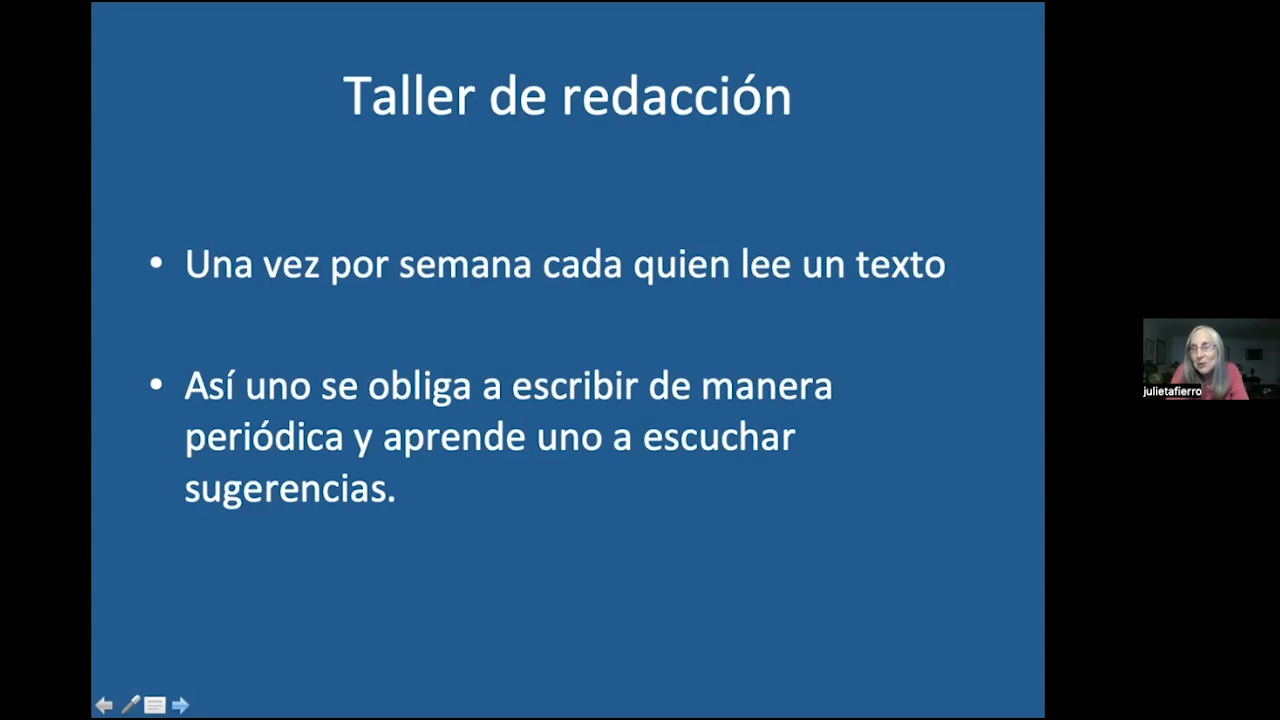 Taller de redacción
• Una vez por semana cada quien lee un texto
• Así uno se obliga a escribir de manera
periódica y aprende uno a escuchar
sugerencias.
julietafierro